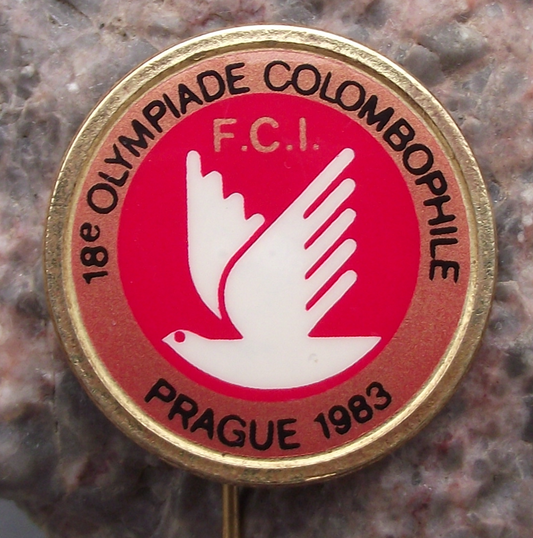 18e OLYMPIADE COLOMBOPHILE
F.C.I.
PRAGUE 1983